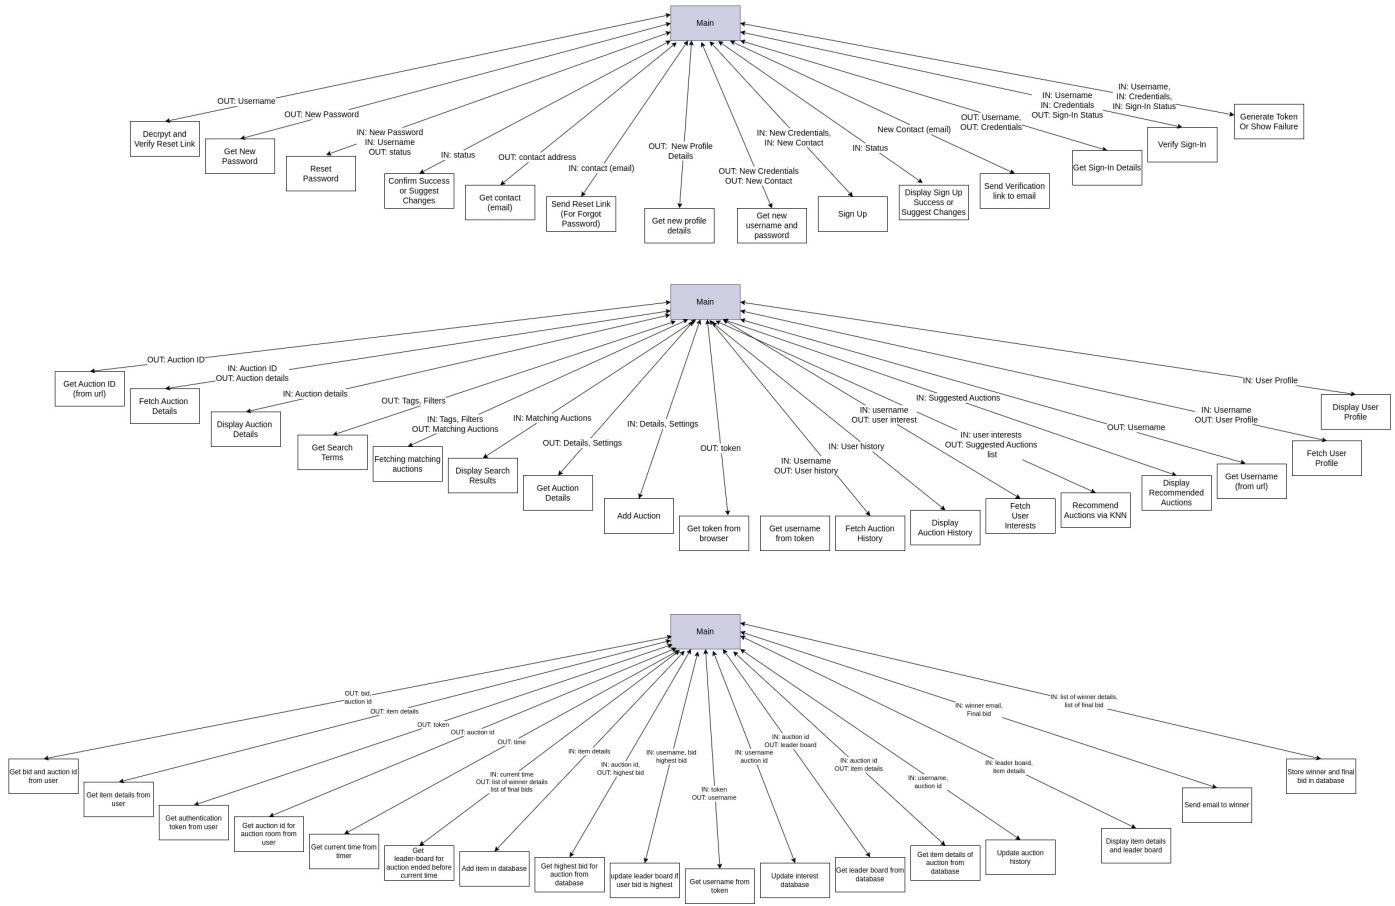 Main
OUT: Username
OUT: New Password
IN: New Password
IN: Username
OUT: status
IN: status
OUT: contact address
IN: contact (email)
OUT:  New Profile
Details
OUT: New Credentials
OUT: New Contact
IN: New Credentials,
IN: New Contact
IN: Status
New Contact (email)
OUT: Username,
OUT: Credentials
IN: Username
IN: Credentials
OUT: Sign-In Status
IN: Username,
IN: Credentials,
IN: Sign-In Status
Decrpyt and
Verify Reset Link
Get New
Password
Reset
Password
Confirm Success
or Suggest
Changes
Get contact
(email)
Send Reset Link
(For Forgot
Password)
Get new profile
details
Get new
username and
password
Sign Up
Display Sign Up
Success or
Suggest Changes
Send Verification
link to email
Get Sign-In Details
Verify Sign-In
Generate Token
Or Show Failure
Main
OUT: Auction ID
IN: Auction ID
OUT: Auction details
IN: Auction details
OUT: Tags, Filters
IN: Tags, Filters
OUT: Matching Auctions
IN: Matching Auctions
OUT: Details, Settings
IN: Details, Settings
OUT: token
IN: Username
OUT: User history
IN: User history
IN: username
OUT: user interest
IN: user interests
OUT: Suggested Auctions
list
IN: Suggested Auctions
OUT: Username
IN: Username
OUT: User Profile
IN: User Profile
Get Auction ID
(from url)
Fetch Auction
Details
Display Auction
Details
Get Search
Terms
Fetching matching
auctions
Display Search
Results
Get Auction
Details
Add Auction
Get token from
browser
Get username
from token
Fetch Auction
History
Display
Auction History
Fetch
User
Interests
Recommend
Auctions via KNN
Display
Recommended
Auctions
Get Username
(from url)
Fetch User
Profile
Display User
Profile
Main
OUT: bid,
auction id
OUT: item details
OUT: token
OUT: auction id
OUT: time
IN: current time
OUT: list of winner details
list of final bids
IN: item details
IN: auction id,
OUT: highest bid
IN: username, bid
highest bid
IN: token
OUT: username
IN: username
auction id
IN: auction id
OUT: leader board
IN: auction id
OUT: item details
IN: username,
auction id
IN: leader board,
item details
IN: winner email,
Final bid
IN: list of winner details,
list of final bid
Get bid and auction id
from user
Get item details from
user
Get authentication
token from user
Get auction id for
auction room from
user
Get current time from
timer
Get
leader-board for
auction ended before
current time
Add item in database
Get highest bid for
auction from
database
update leader board if
user bid is highest
Get username from
token
Update interest
database
Get leader board from
database
Get item details of
auction from
database
Update auction
history
Display item details
and leader board
Send email to winner
Store winner and final
bid in database